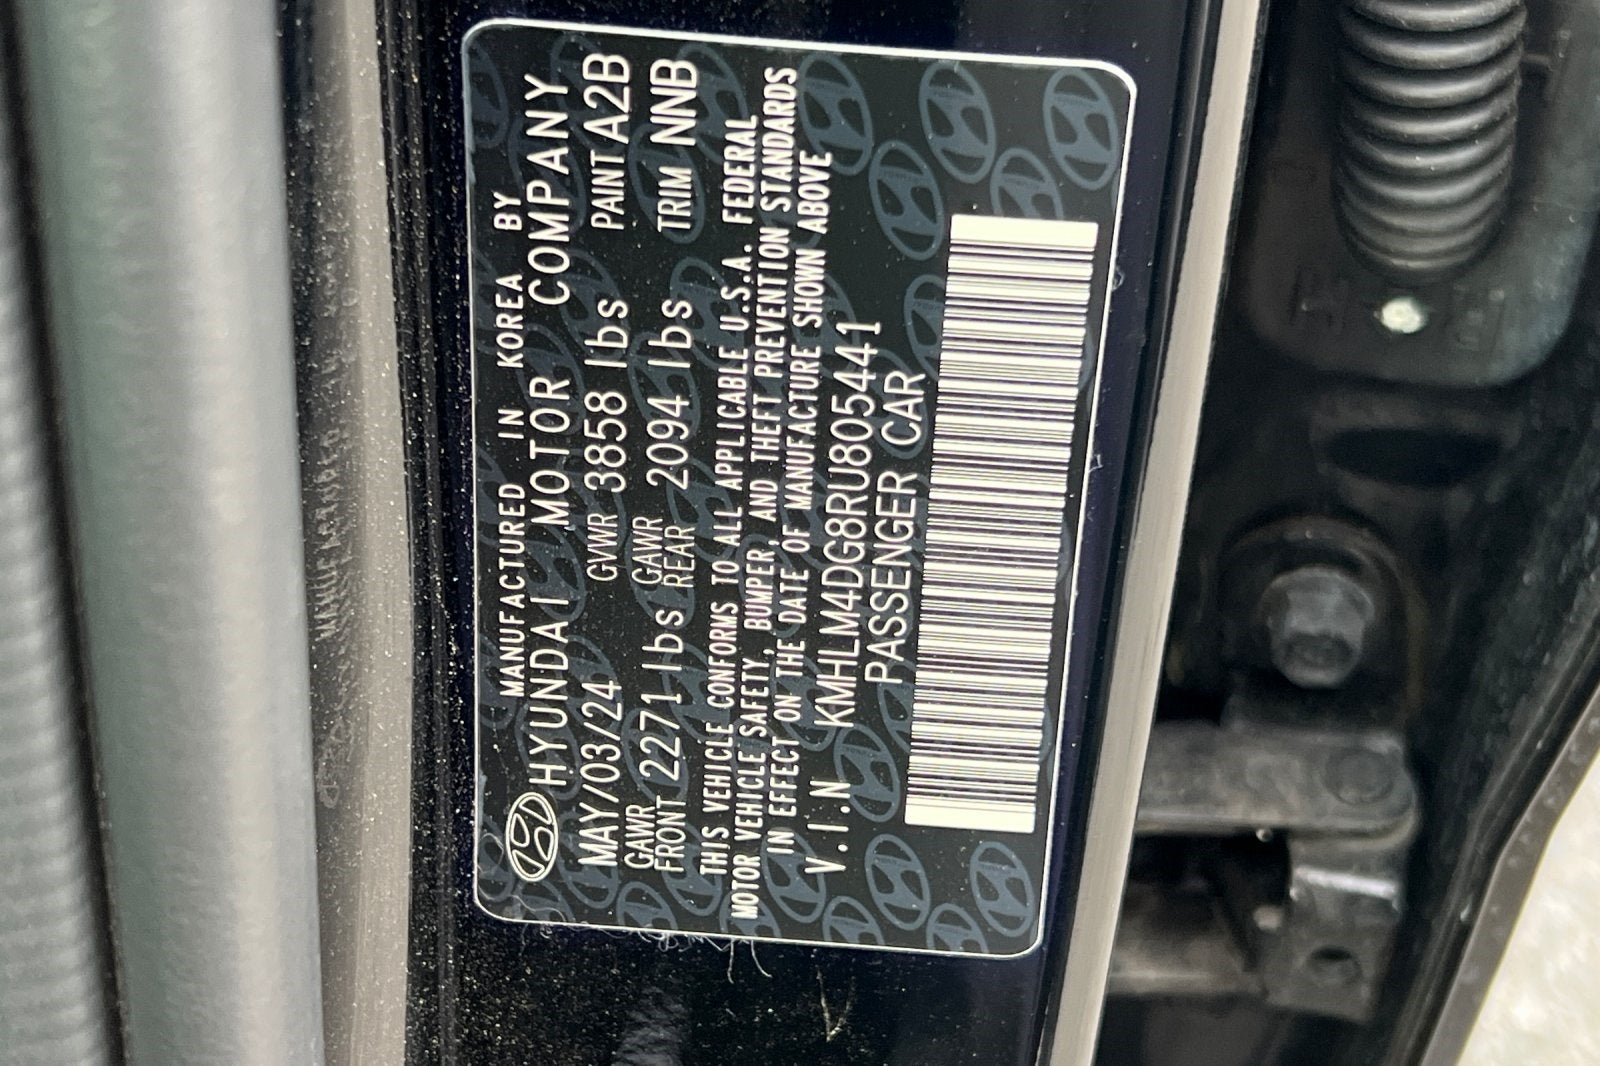 MANUFACTURED IN KOREA BY
HYUNDAI MOTOR COMPANY
MAY/03/24 GVWR 3858 lbs PAINT A2B
GAWR FRONT 2271 lbs GAWR REAR 2094 lbs TRIM NNB
THIS VEHICLE CONFORMS TO ALL APPLICABLE U.S.A. FEDERAL
MOTOR VEHICLE SAFETY, BUMPER, AND THEFT PREVENTION STANDARDS
IN EFFECT ON THE DATE OF MANUFACTURE SHOWN ABOVE
V.I.N KMHLM4DG8RU805441
PASSENGER CAR